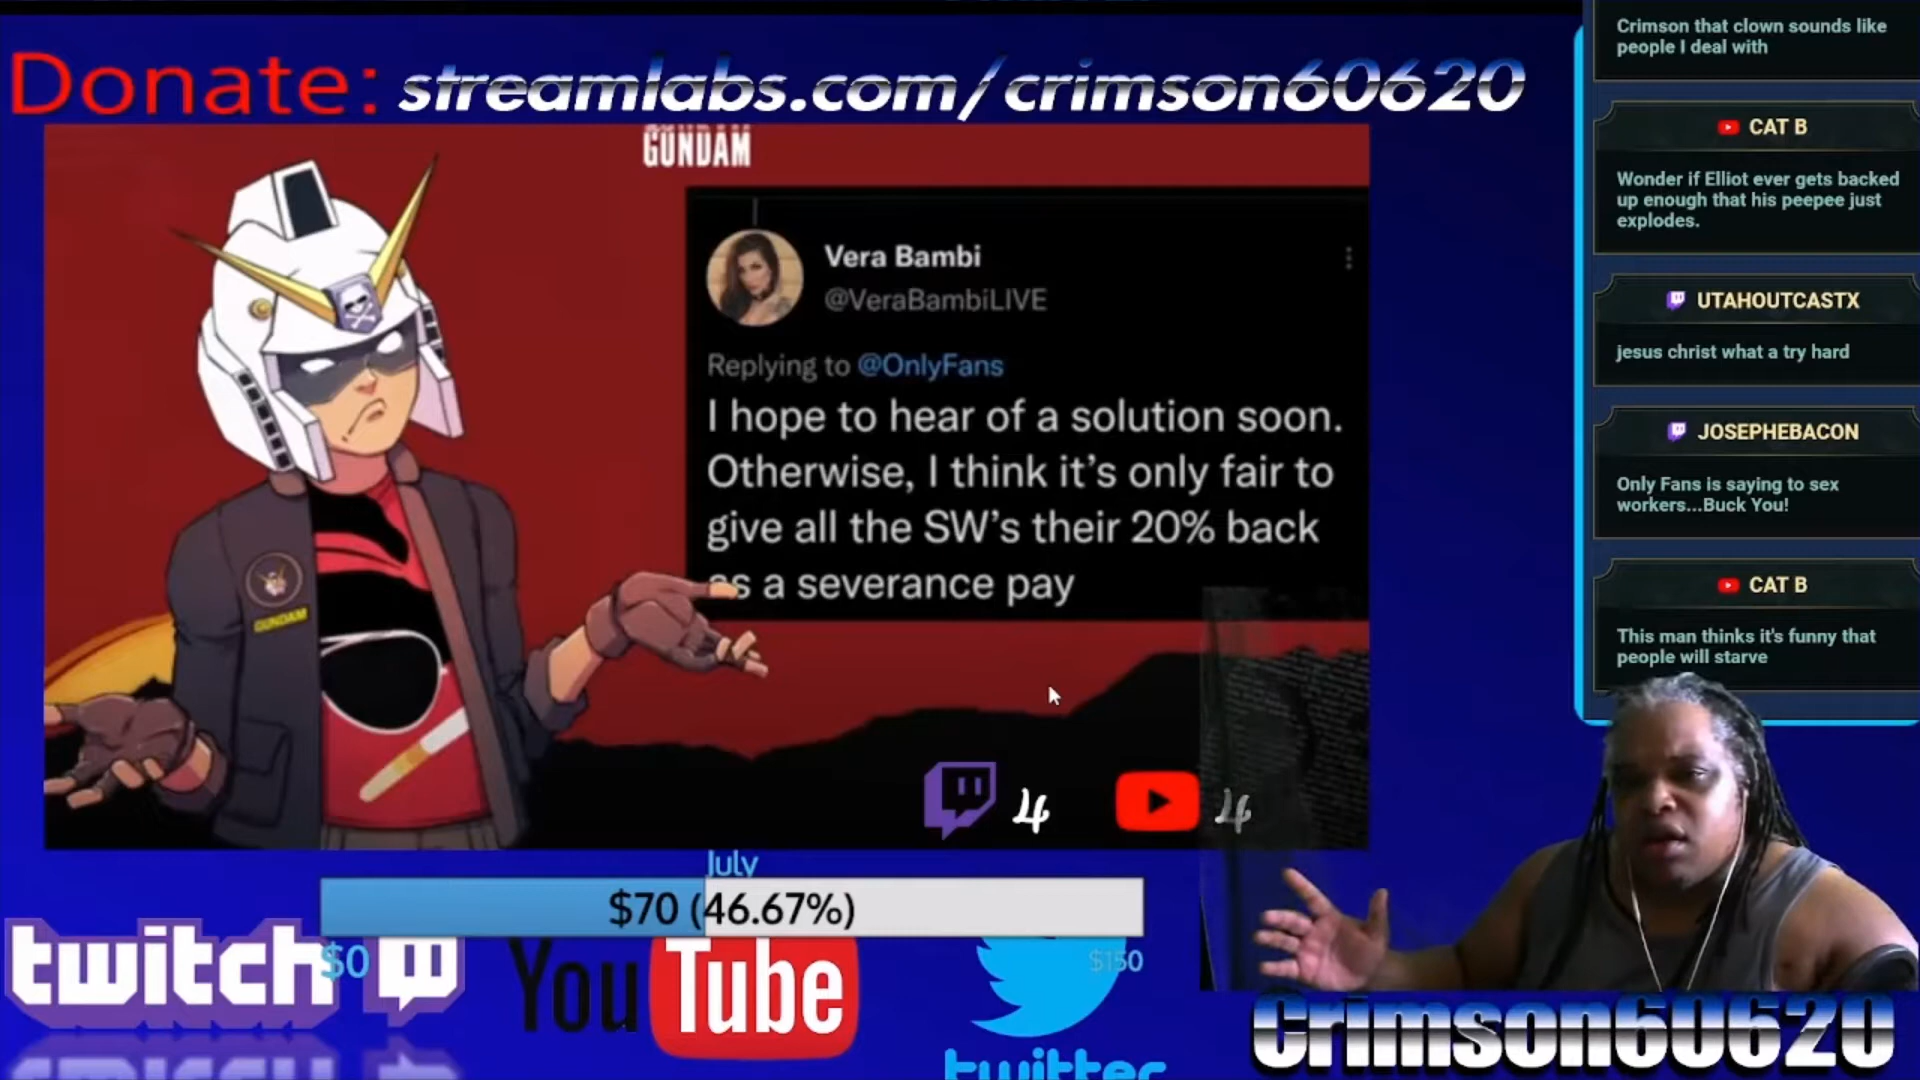 Donate: streamlabs.com/crimson60620
GUNDAM
Vera Bambi
@VeraBambiLIVE
Replying to @OnlyFans
I hope to hear of a solution soon.
Otherwise, I think it's only fair to
give all the SW's their 20% back
as a severance pay
GUNDAM
4
4
July
$70 (46.67%)
$0
$150
twitch
YouTube
twitter
Crimson that clown sounds like
people I deal with
CAT B
Wonder if Elliot ever gets backed
up enough that his peepee just
explodes.
UTAHOUTCASTX
jesus christ what a try hard
JOSEPHEBACON
Only Fans is saying to sex
workers...Buck You!
CAT B
This man thinks it's funny that
people will starve
Crimson60620